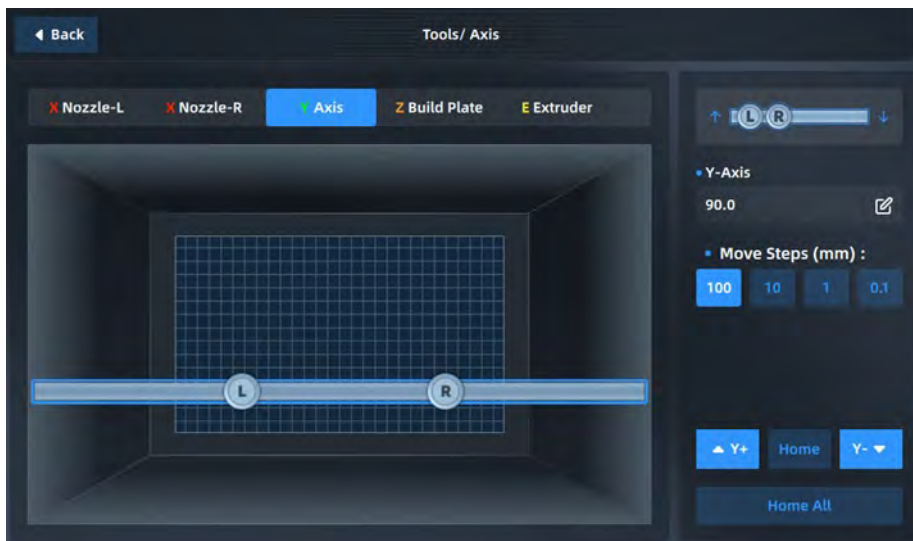 Back
Tools/ Axis
X Nozzle-L X Nozzle-R Y Axis Z Build Plate E Extruder
L R
Y-Axis
90.0
Move Steps (mm) :
100 10 1 0.1
L R
Y+ Home Y-
Home All